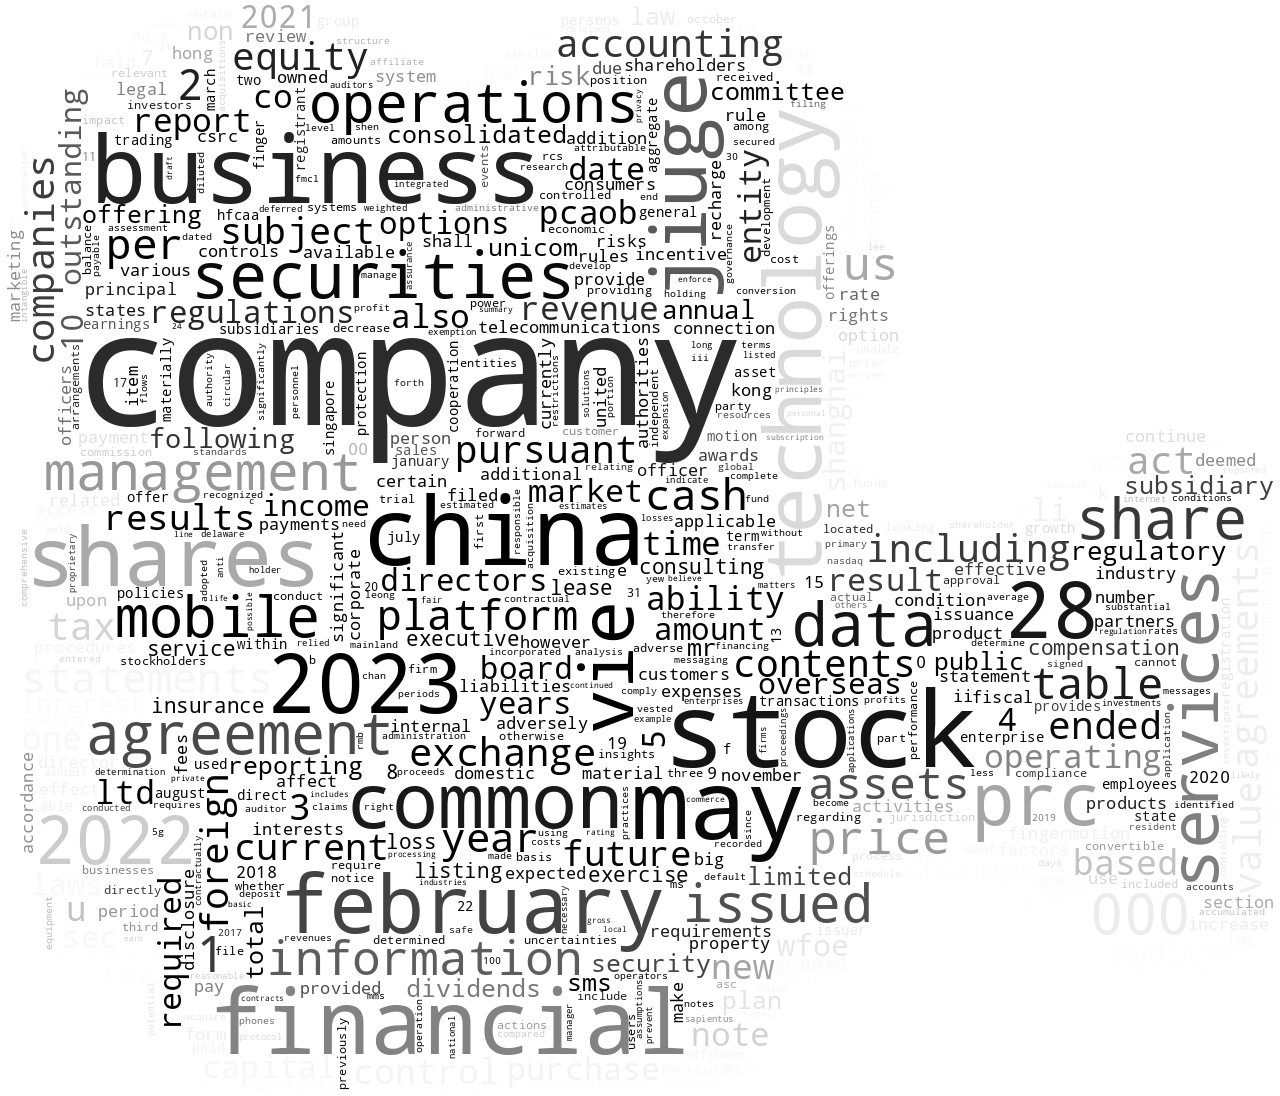 2021 group
non
law
october
persons
review
accounting
equity
hong
7
held
relevant
legal
2
march
two owned
affiliate
structure
system
auditors
risk due shareholders
position
received
committee
filing
investors
co
operations
report
registrant
level
shen
privacy
rule
among
trading
csrc
finger
amounts
consolidated
addition
attributable
aggregate
secured
30
impact
11
outstanding
10
companies
business
draft
diluted
fmcl
integrated
events
rcs
research
date
consumers
controlled
end
jiuge
recharge
entity
development
technology
offering
hfcaa
deferred
systems
weighted
administrative
options
pcaob
economic
general
governance
marketing
balance
payable
assessment
dated
per
subject
controls
available
shall
unicom
risks
rules
incentive
cost
various
manage
assurance
securities
develop
provide
providing
enforce
holding
conversion
offerings
us
rate
rights
option
principal
states
regulations
profit
also
power
summary
revenue
annual
earnings
24
subsidiaries
decrease
exemption
telecommunications
connection
officers
arrangements
company
17
item
flows
materially
authority
circular
significantly
personnel
singapore
protection
forth
cooperation
entities
currently
restrictions
solutions
united
portion
authorities
independent
expansion
long
iii
terms
listed
asset
kong
party
resources
principles
personal
subscription
shanghai
unable
prior
payment
commission
following
standards
00
person
sales
january
forward
customer
pursuant
motion
awards
management
certain
additional
relating
officer
global
indicate
complete
continue
act
deemed
reported
subsidiary
related
access
offer
c
recognized
income
trial
filed
estimated
market
estimates
cash
fund
funds
results
payments
need
july
first
responsible
acquisition
china
losses
applicable
without
net
looking
shareholder
li
growth
liability
k
internet
conditions
share
shares
line
delaware
time
term
transfer
located
primary
nasdaq
including
regulatory
comprehensive
proprietary
policies
adopted
anti
holder
significant
corporate
20
directors
lease
existing
e
consulting
yew
believe
matters
15
result
effective
approval
industry
upon
mobile
life
possible
conduct
leong
fair
contractual
31
platform
ability
therefore
13
actual
others
condition
average
issuance
28
number
substantial
partners
tax
procedures
entered
service
within
relied
mainland
executive
however
vie
amount
adverse
mr
financing
messaging
data
product
determine
regulation
rates
compensation
stockholders
b
chan
firm
incorporated
analysis
board
contents
0
public
signed
cannot
statements
2023
periods
liabilities
continued
customers
comply
enterprises
overseas
statement
iifiscal
table
provides
messages
investments
interest
insurance
internal
administration
years
adversely
otherwise
expenses
vested
example
transactions
profits
performance
services
registration
agreements
agreement
rmb
exchange
19
insights
5
stock
f
firms
proceedings
applications
part
enterprise
4
ended
application
director
determination
fees
used
reporting
8
proceeds
domestic
material
three
9
november
operating
less
compliance
employees
2020
accordance
effect
exhibit
able
private
ltd
august
affect
direct
auditor
includes
claims
right
common
practices
may
commerce
since
assets
become
regarding
activities
jurisdiction
prc
2019
products
identified
state
resident
value
likely
conducted
requires
foreign
3
5g
interests
loss
year
using
costs
rating
recorded
price
fingermotion
limit
factors
convertible
2022
contractually
current
require
notice
processing
made
basis
future
big
process
days
based
businesses
laws
directly
2018
whether
deposit
listing
expected
exercise
default
limited
schedule
use
included
accounts
required
disclosure
basic
february
industries
22
necessary
ms
issued
section
u
period
third
earn
1
2017
file
total
revenues
safe
gross
local
requirements
issuer
000
accumulated
increase
inc
sec
equipment
determined
uncertainties
property
wfoe
granted
information
100
security
new
reasonable
pay
provided
mms
dividends
sms
operators
include
asc
potential
contracts
financial
make
notes
plan
acquire
form
paid
phones
protocol
previously
operation
national
actions
compared
manager
users
assumptions
prevent
sapientus
note
capital
control
purchase
measures
offshore